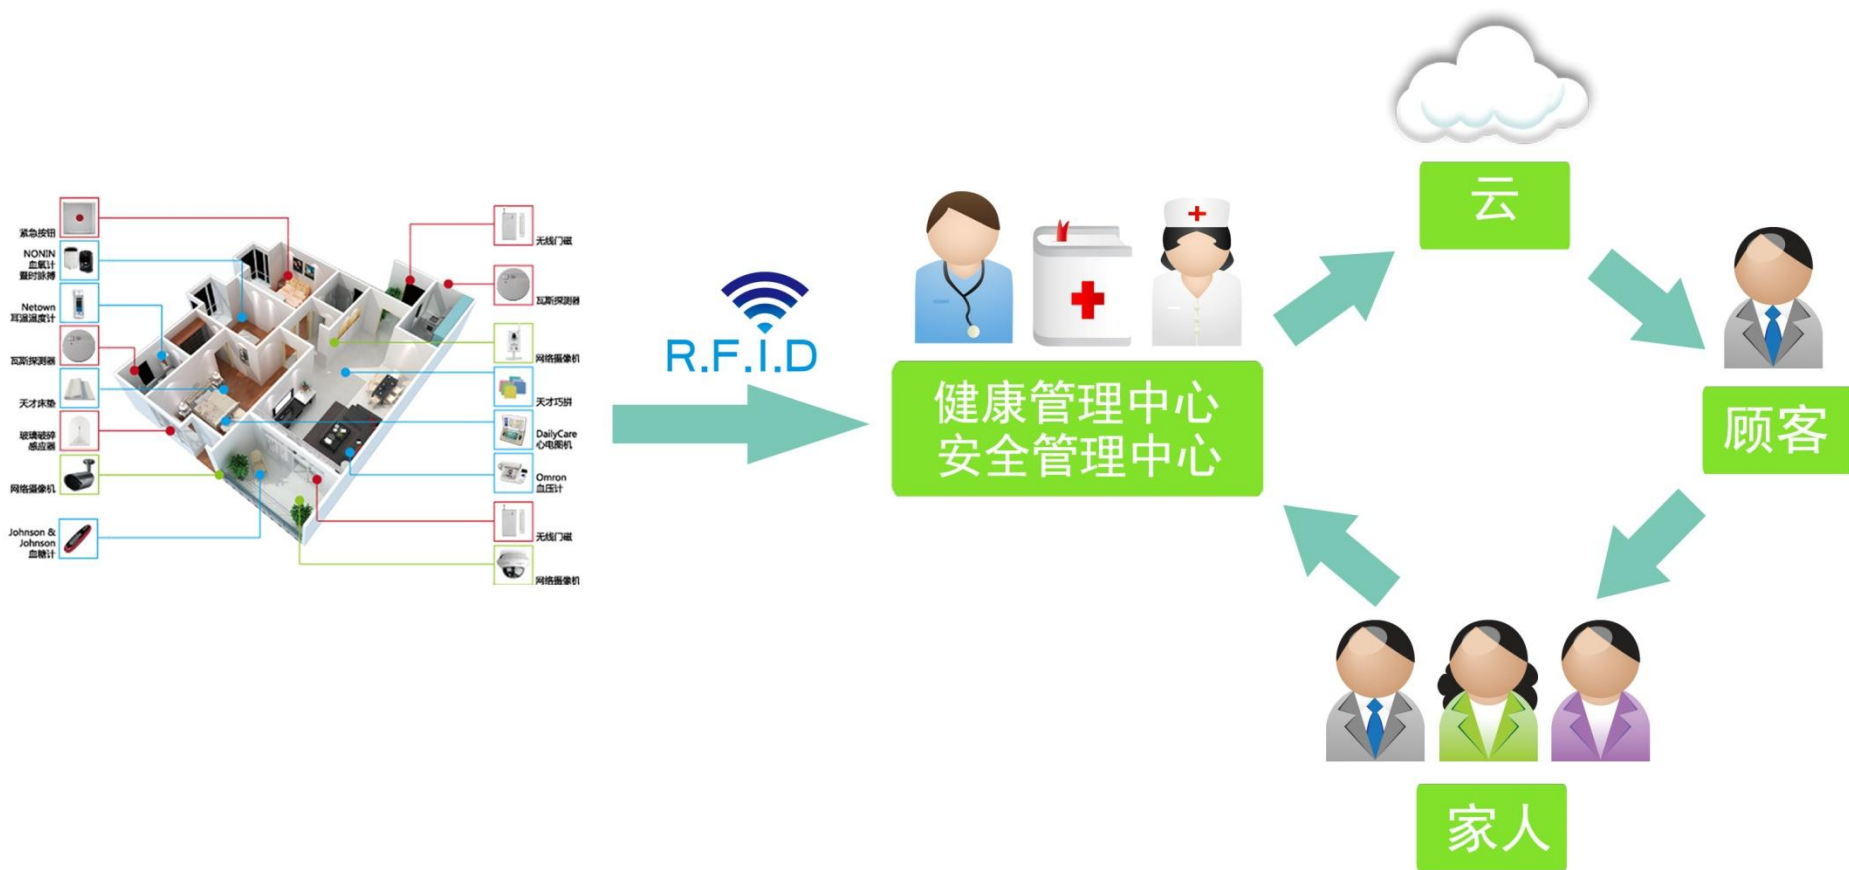 紧急按钮
NONIN
血氧计
暨时脉搏
Netown
耳温温度计
瓦斯探测器
天才床垫
玻璃破碎
感应器
网络摄像机
Johnson &
Johnson
血糖计
无线门磁
瓦斯探测器
网络摄像机
天才巧拼
DailyCare
心电图机
Omron
血压计
无线门磁
网络摄像机
R.F.I.D
健康管理中心
安全管理中心
云
顾客
家人